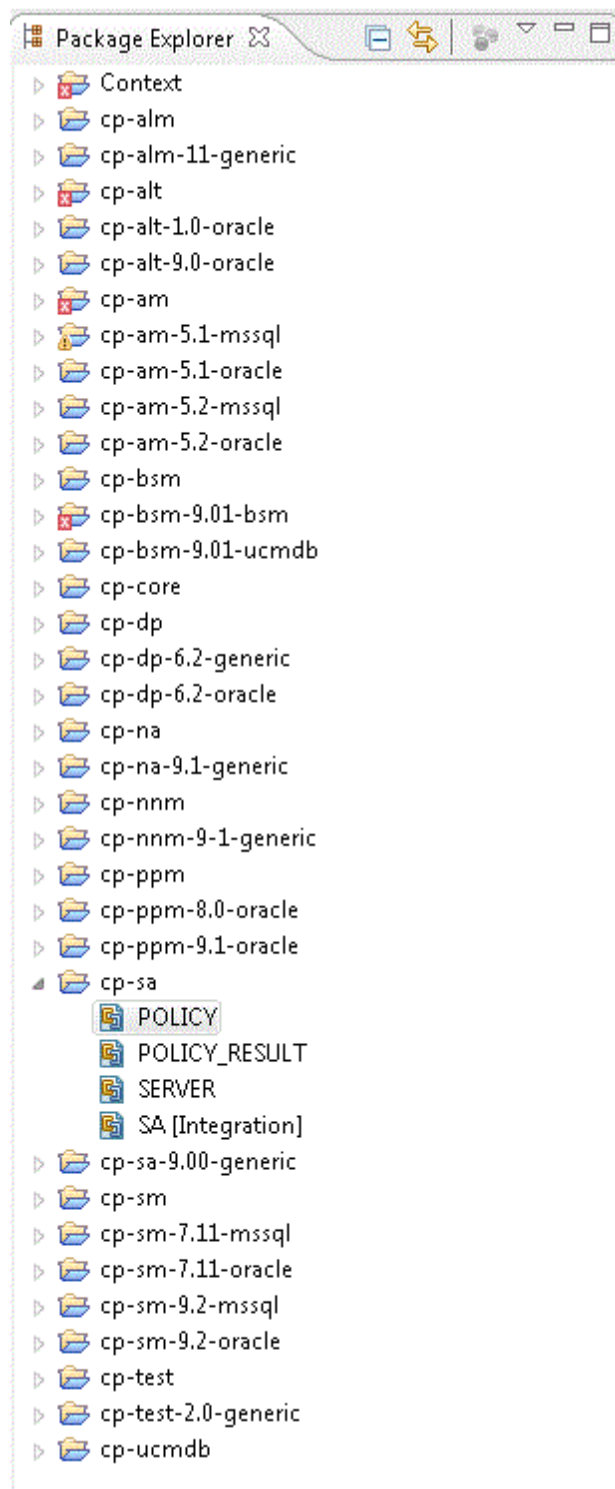 Package Explorer
Context
cp-alm
cp-alm-11-generic
cp-alt
cp-alt-1.0-oracle
cp-alt-9.0-oracle
cp-am
cp-am-5.1-mssql
cp-am-5.1-oracle
cp-am-5.2-mssql
cp-am-5.2-oracle
cp-bsm
cp-bsm-9.01-bsm
cp-bsm-9.01-ucmdb
cp-core
cp-dp
cp-dp-6.2-generic
cp-dp-6.2-oracle
cp-na
cp-na-9.1-generic
cp-nnm
cp-nnm-9-1-generic
cp-ppm
cp-ppm-8.0-oracle
cp-ppm-9.1-oracle
cp-sa
POLICY
POLICY_RESULT
SERVER
SA [Integration]
cp-sa-9.00-generic
cp-sm
cp-sm-7.11-mssql
cp-sm-7.11-oracle
cp-sm-9.2-mssql
cp-sm-9.2-oracle
cp-test
cp-test-2.0-generic
cp-ucmdb